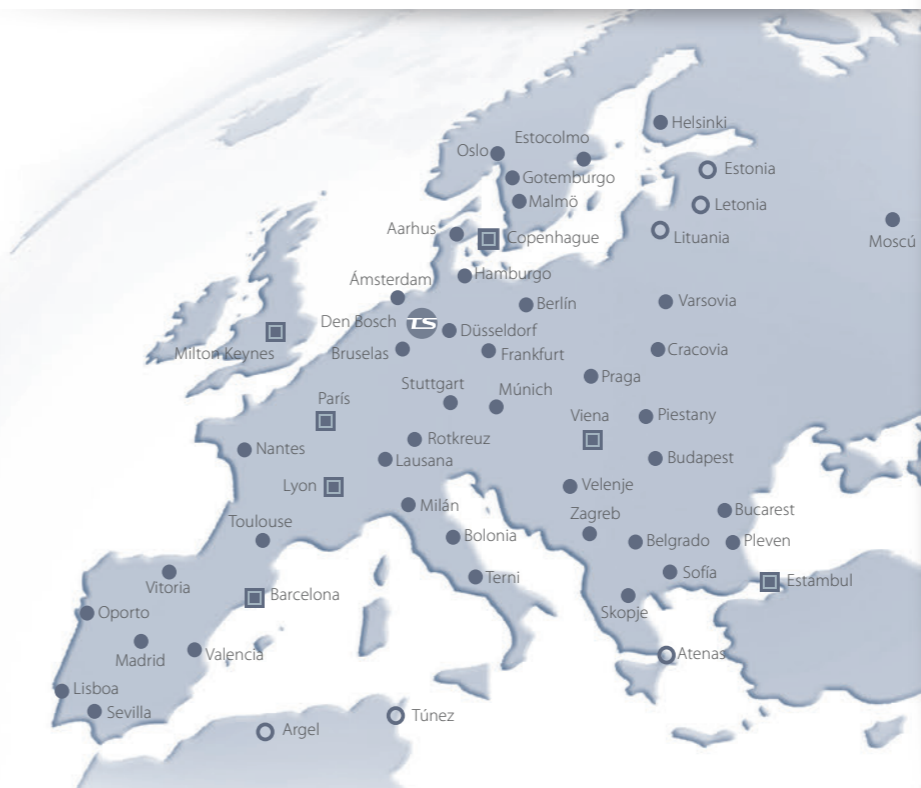 Helsinki
Estocolmo
Oslo
Estonia
Gotemburgo
Malmö
Letonia
Aarhus
Copenhague
Lituania
Moscú
Hamburgo
Ámsterdam
Berlín
Varsovia
Den Bosch
TS
Düsseldorf
Milton Keynes
Bruselas
Frankfurt
Cracovia
Praga
Stuttgart
Múnich
París
Viena
Piestany
Nantes
Rotkreuz
Lausana
Budapest
Lyon
Velenje
Milán
Bucarest
Toulouse
Zagreb
Bolonia
Belgrado
Pleven
Terni
Sofía
Estambul
Vitoria
Barcelona
Oporto
Skopje
Madrid
Valencia
Atenas
Lisboa
Sevilla
Túnez
Argel